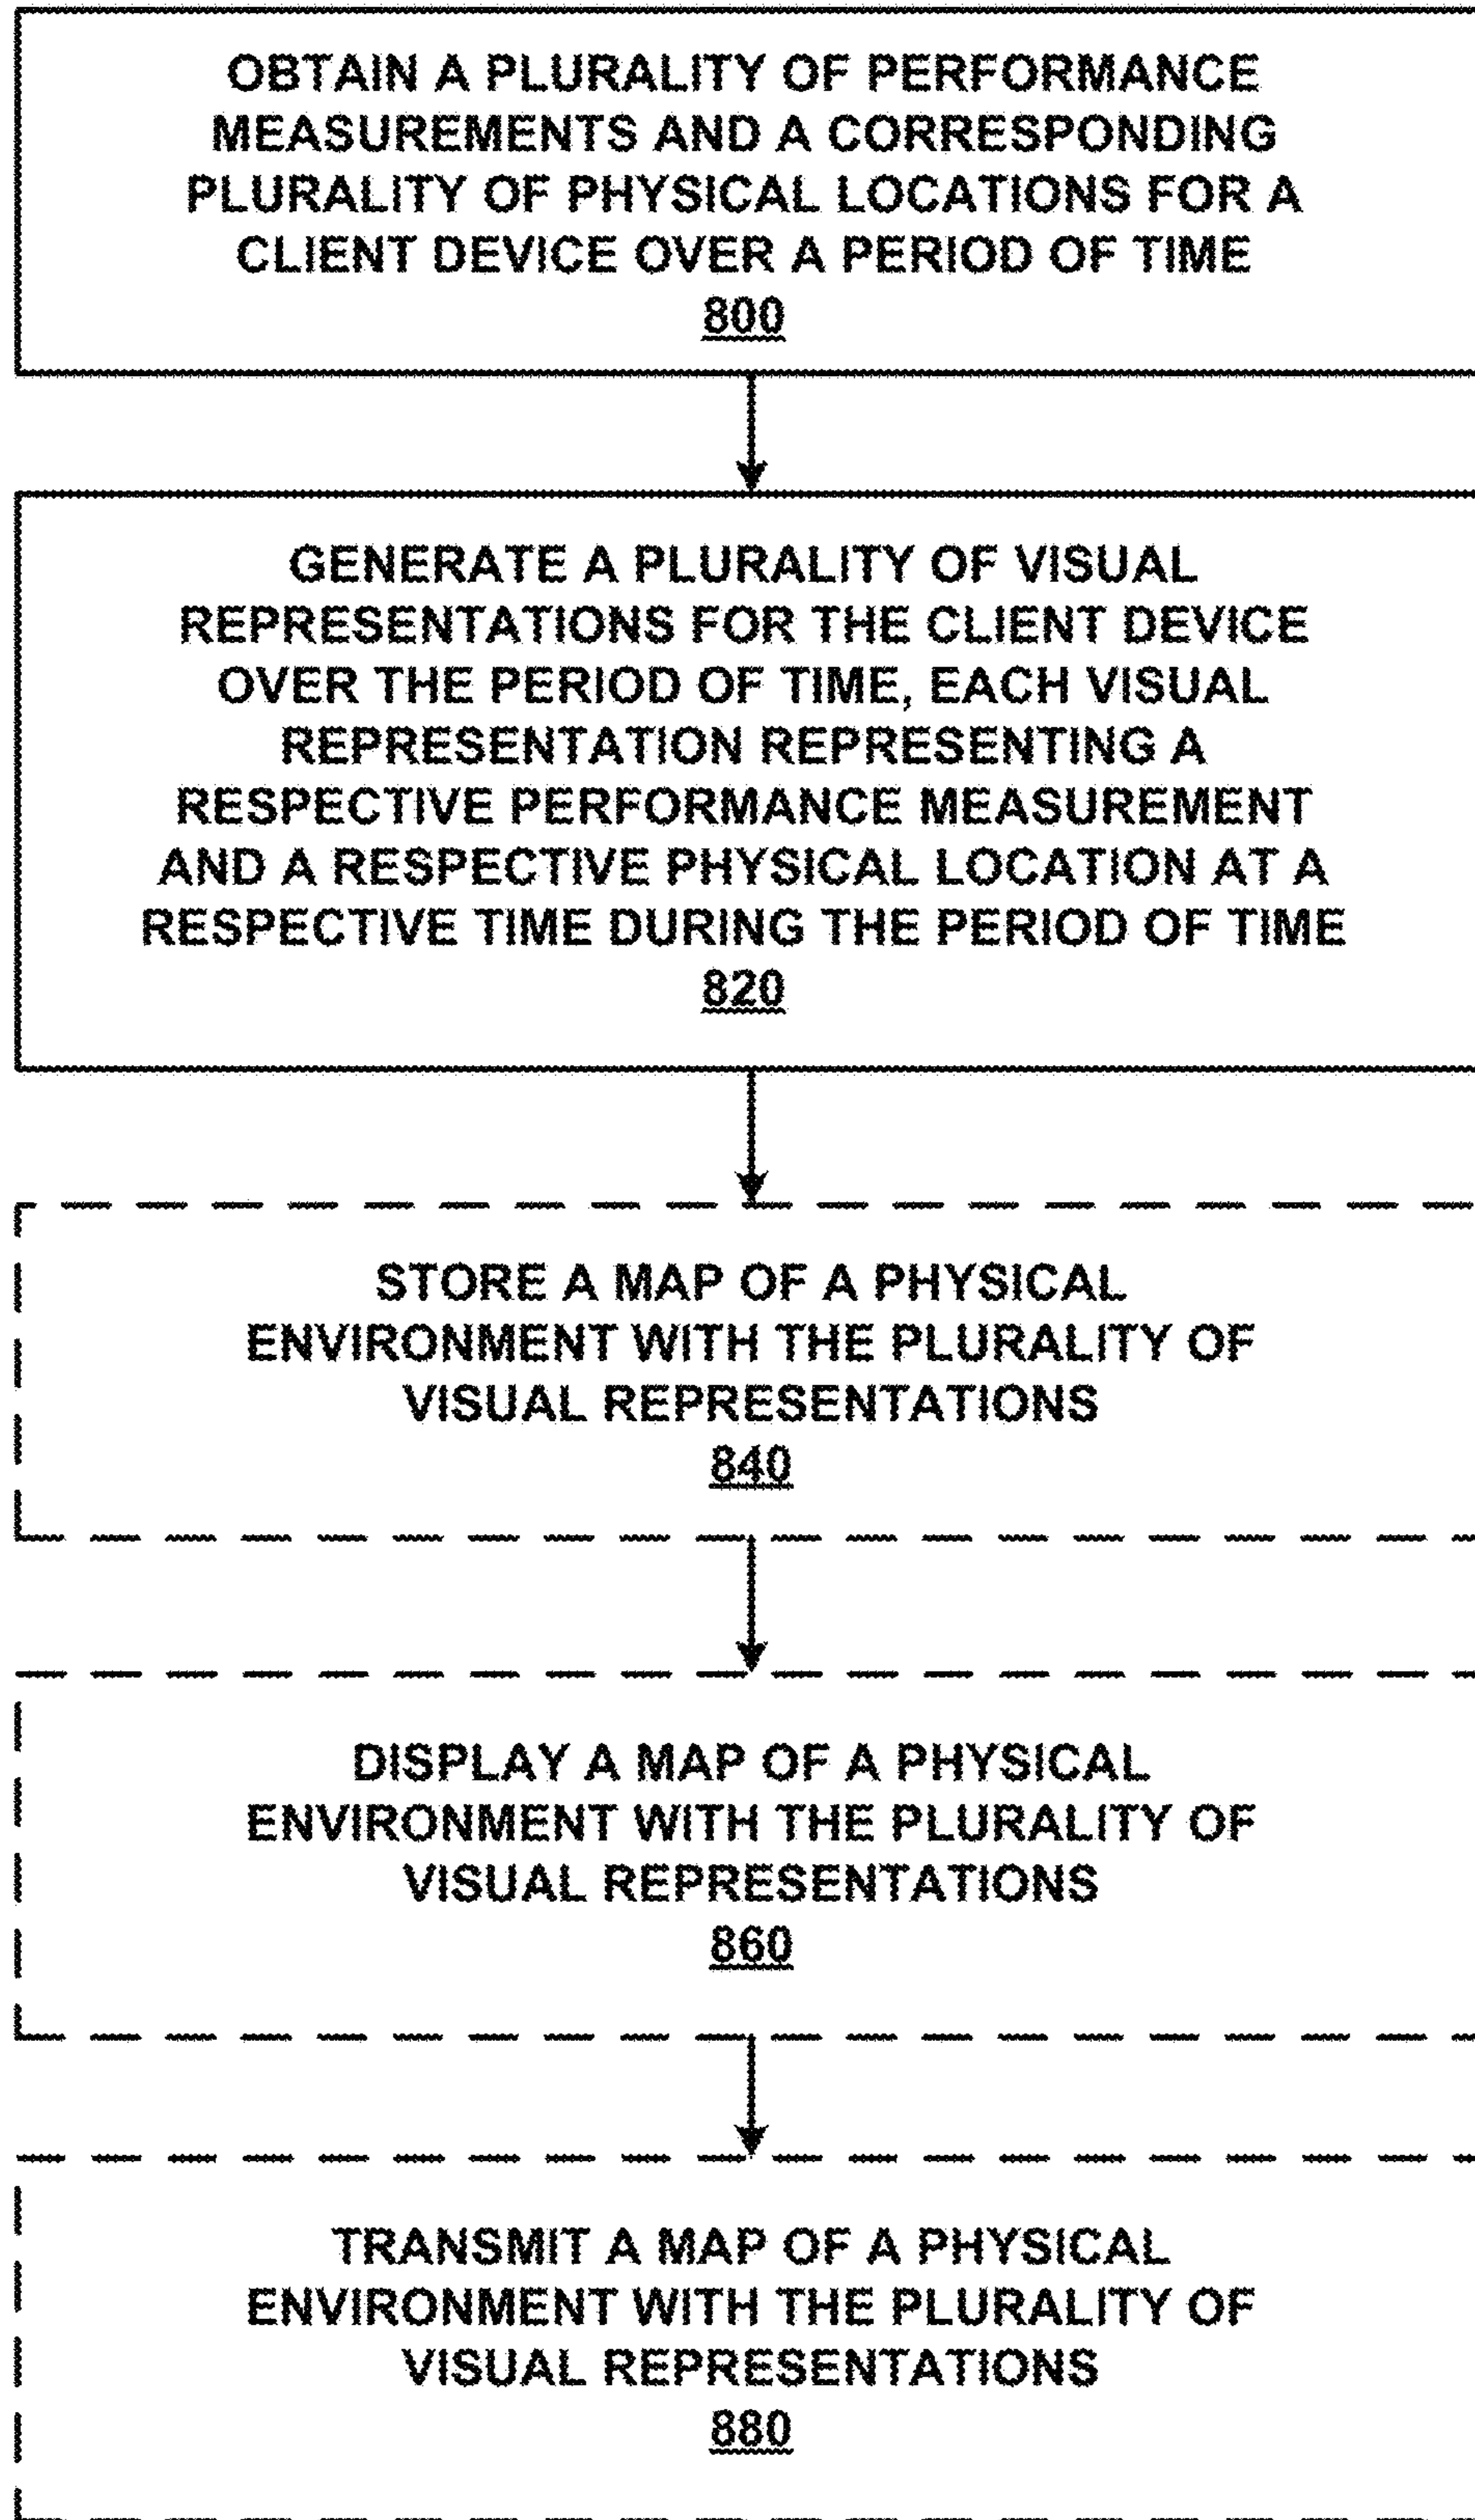 OBTAIN A PLURALITY OF PERFORMANCE
MEASUREMENTS AND A CORRESPONDING
PLURALITY OF PHYSICAL LOCATIONS FOR A
CLIENT DEVICE OVER A PERIOD OF TIME
800
GENERATE A PLURALITY OF VISUAL
REPRESENTATIONS FOR THE CLIENT DEVICE
OVER THE PERIOD OF TIME, EACH VISUAL
REPRESENTATION REPRESENTING A
RESPECTIVE PERFORMANCE MEASUREMENT
AND A RESPECTIVE PHYSICAL LOCATION AT A
RESPECTIVE TIME DURING THE PERIOD OF TIME
820
STORE A MAP OF A PHYSICAL
ENVIRONMENT WITH THE PLURALITY OF
VISUAL REPRESENTATIONS
840
DISPLAY A MAP OF A PHYSICAL
ENVIRONMENT WITH THE PLURALITY OF
VISUAL REPRESENTATIONS
860
TRANSMIT A MAP OF A PHYSICAL
ENVIRONMENT WITH THE PLURALITY OF
VISUAL REPRESENTATIONS
880